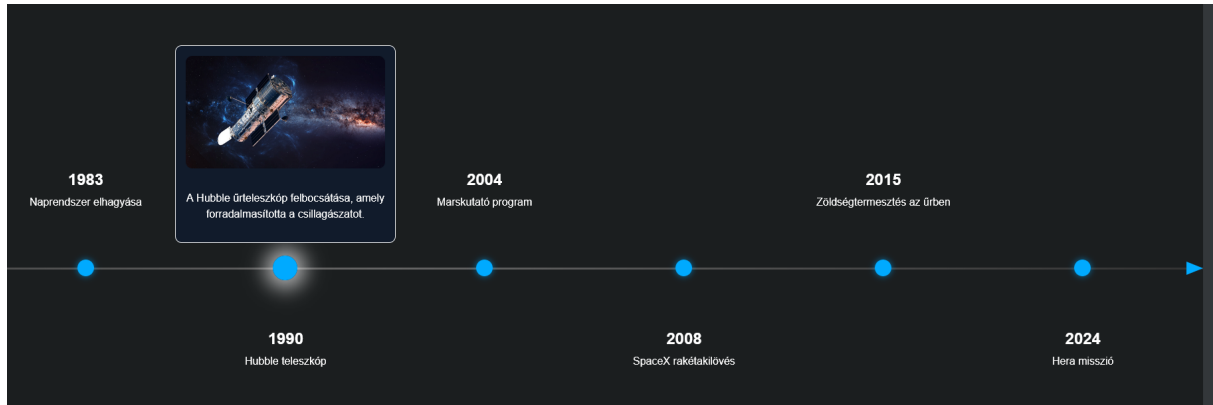 1983
Naprendszer elhagyása
A Hubble űrteleszkóp felbocsátása, amely
forradalmasította a csillagászatot.
1990
Hubble teleszkóp
2004
Marskutató program
2008
SpaceX rakétakilövés
2015
Zöldségtermesztés az űrben
2024
Hera misszió